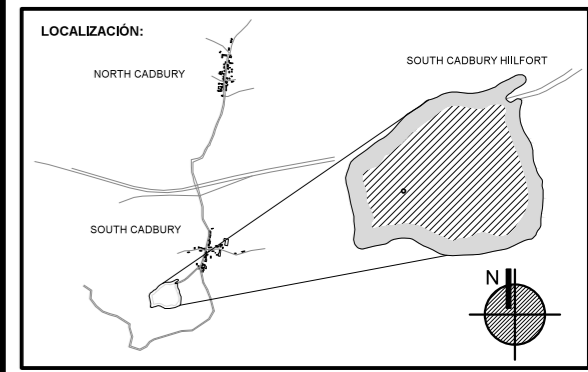 LOCALIZACIÓN:
SOUTH CADBURY HIILFORT
NORTH CADBURY
SOUTH CADBURY
N